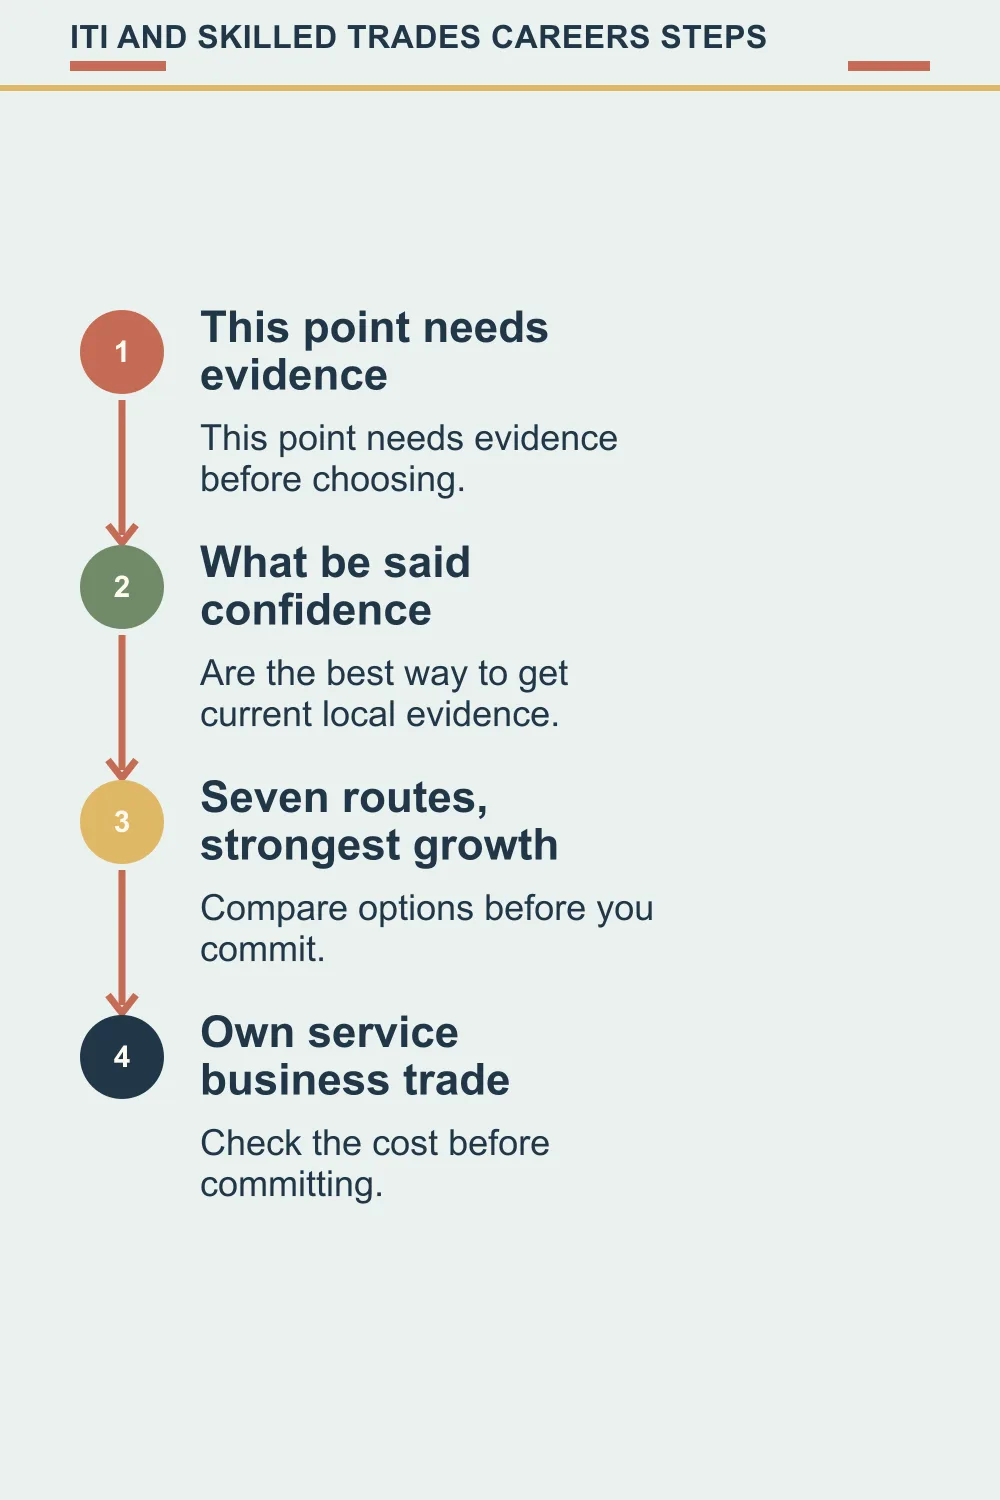 ITI AND SKILLED TRADES CAREERS STEPS
1
This point needs
evidence
This point needs evidence
before choosing.
2
What be said
confidence
Are the best way to get
current local evidence.
3
Seven routes,
strongest growth
Compare options before you
commit.
4
Own service
business trade
Check the cost before
committing.